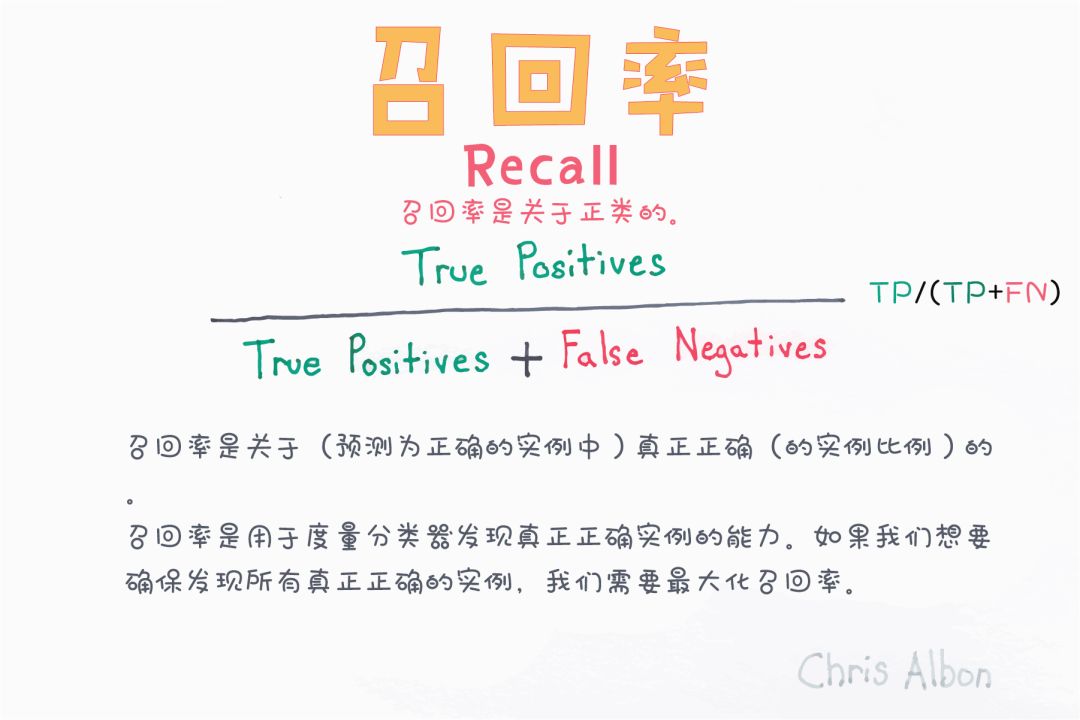 召回率
Recall
召回率是关于正类的。
True Positives
TP/(TP+FN)
True Positives + False Negatives
召回率是关于（预测为正确的实例中）真正正确（的实例比例）的
。
召回率是用于度量分类器发现真正正确实例的能力。如果我们想要
确保发现所有真正正确的实例，我们需要最大化召回率。
Chris Albon